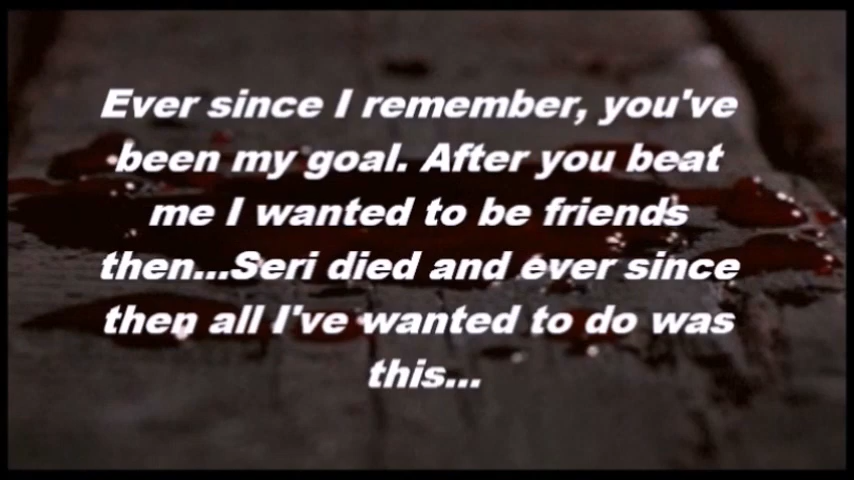 Ever since I remember, you've
been my goal. After you beat
me I wanted to be friends
then...Seri died and ever since
then all I've wanted to do was
this...